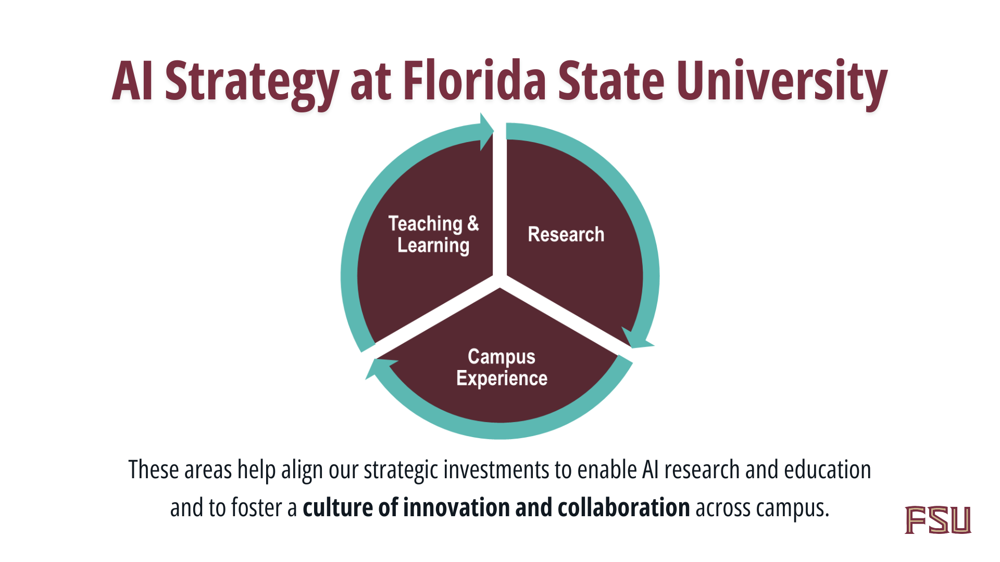 AI Strategy at Florida State University
Teaching &
Learning
Research
Campus
Experience
These areas help align our strategic investments to enable AI research and education
and to foster a culture of innovation and collaboration across campus.
FSU